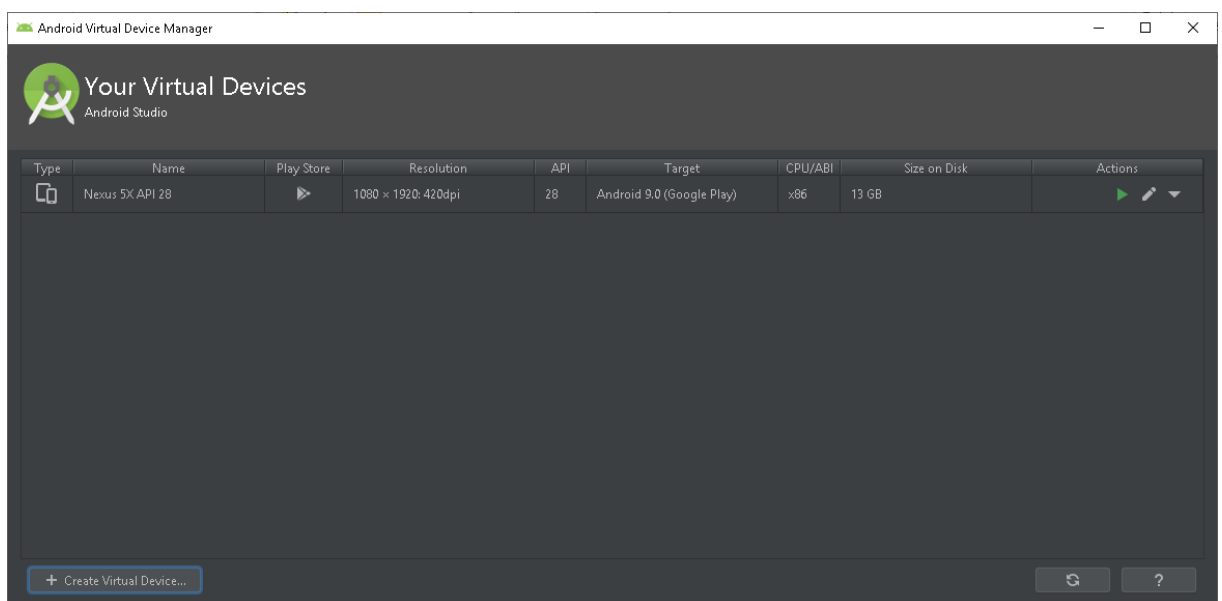 Android Virtual Device Manager
Your Virtual Devices
Android Studio
Type Name Play Store Resolution API Target CPU/ABI Size on Disk Actions
Nexus 5X API 28 1080 × 1920: 420dpi 28 Android 9.0 (Google Play) x86 13 GB
+ Create Virtual Device... ?